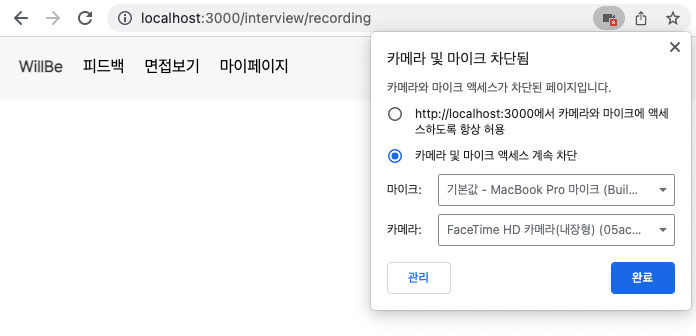 localhost:3000/interview/recording
WillBe 피드백 면접보기 마이페이지
카메라 및 마이크 차단됨
카메라와 마이크 액세스가 차단된 페이지입니다.
http://localhost:3000에서 카메라와 마이크에 액세
스하도록 항상 허용
카메라 및 마이크 액세스 계속 차단
마이크: 기본값 - MacBook Pro 마이크 (Buil...
카메라: FaceTime HD 카메라(내장형) (05ac...
관리 완료